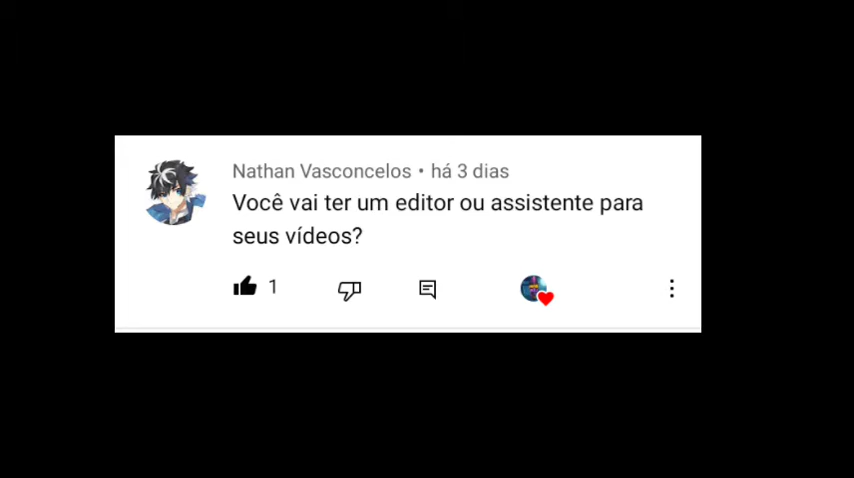 Nathan Vasconcelos • há 3 dias
Você vai ter um editor ou assistente para
seus vídeos?
1